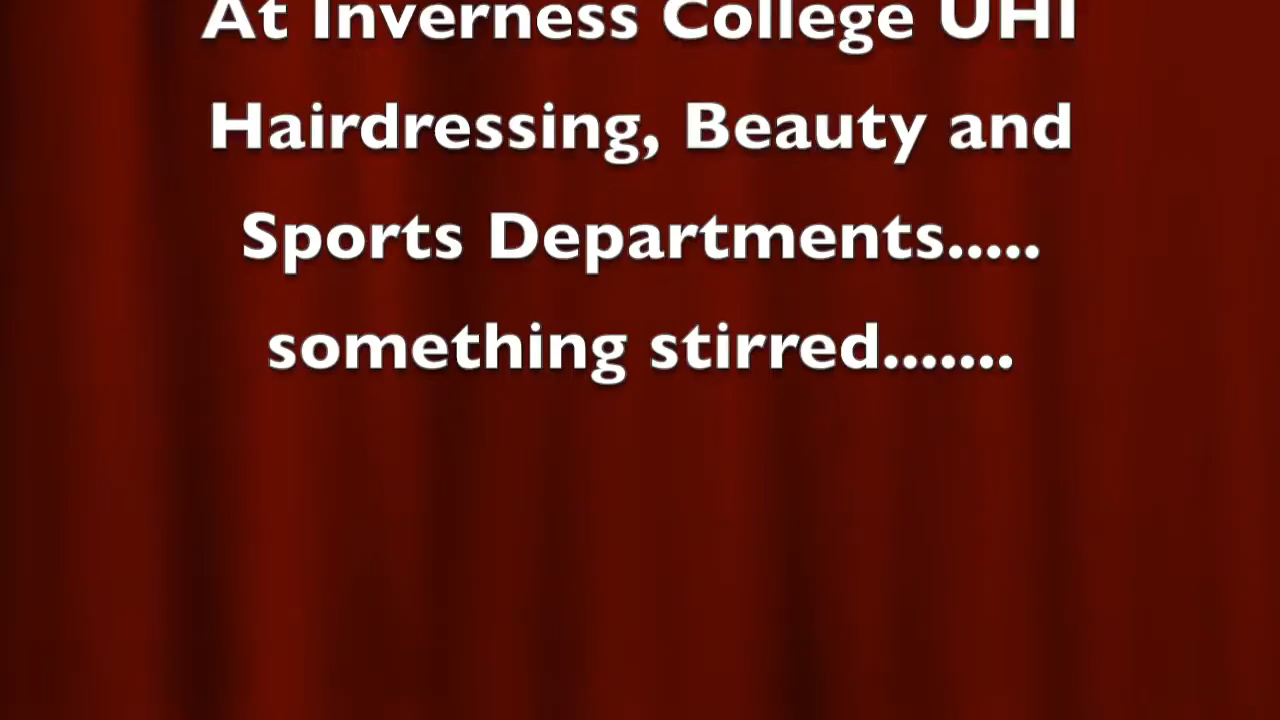 At Inverness College UHI
Hairdressing, Beauty and
Sports Departments.....
something stirred.......